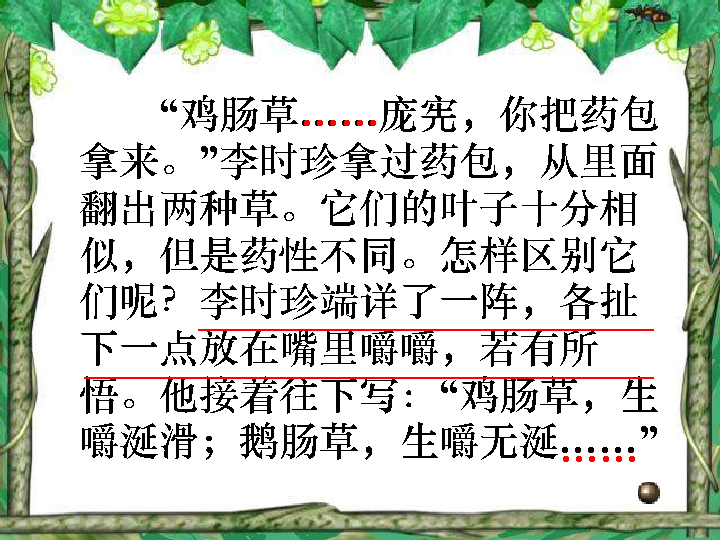 “鸡肠草……庞宪，你把药包
拿来。”李时珍拿过药包，从里面
翻出两种草。它们的叶子十分相
似，但是药性不同。怎样区别它
们呢？李时珍端详了一阵，各扯
下一点放在嘴里嚼嚼，若有所
悟。他接着往下写：“鸡肠草，生
嚼涎滑；鹅肠草，生嚼无涎……”